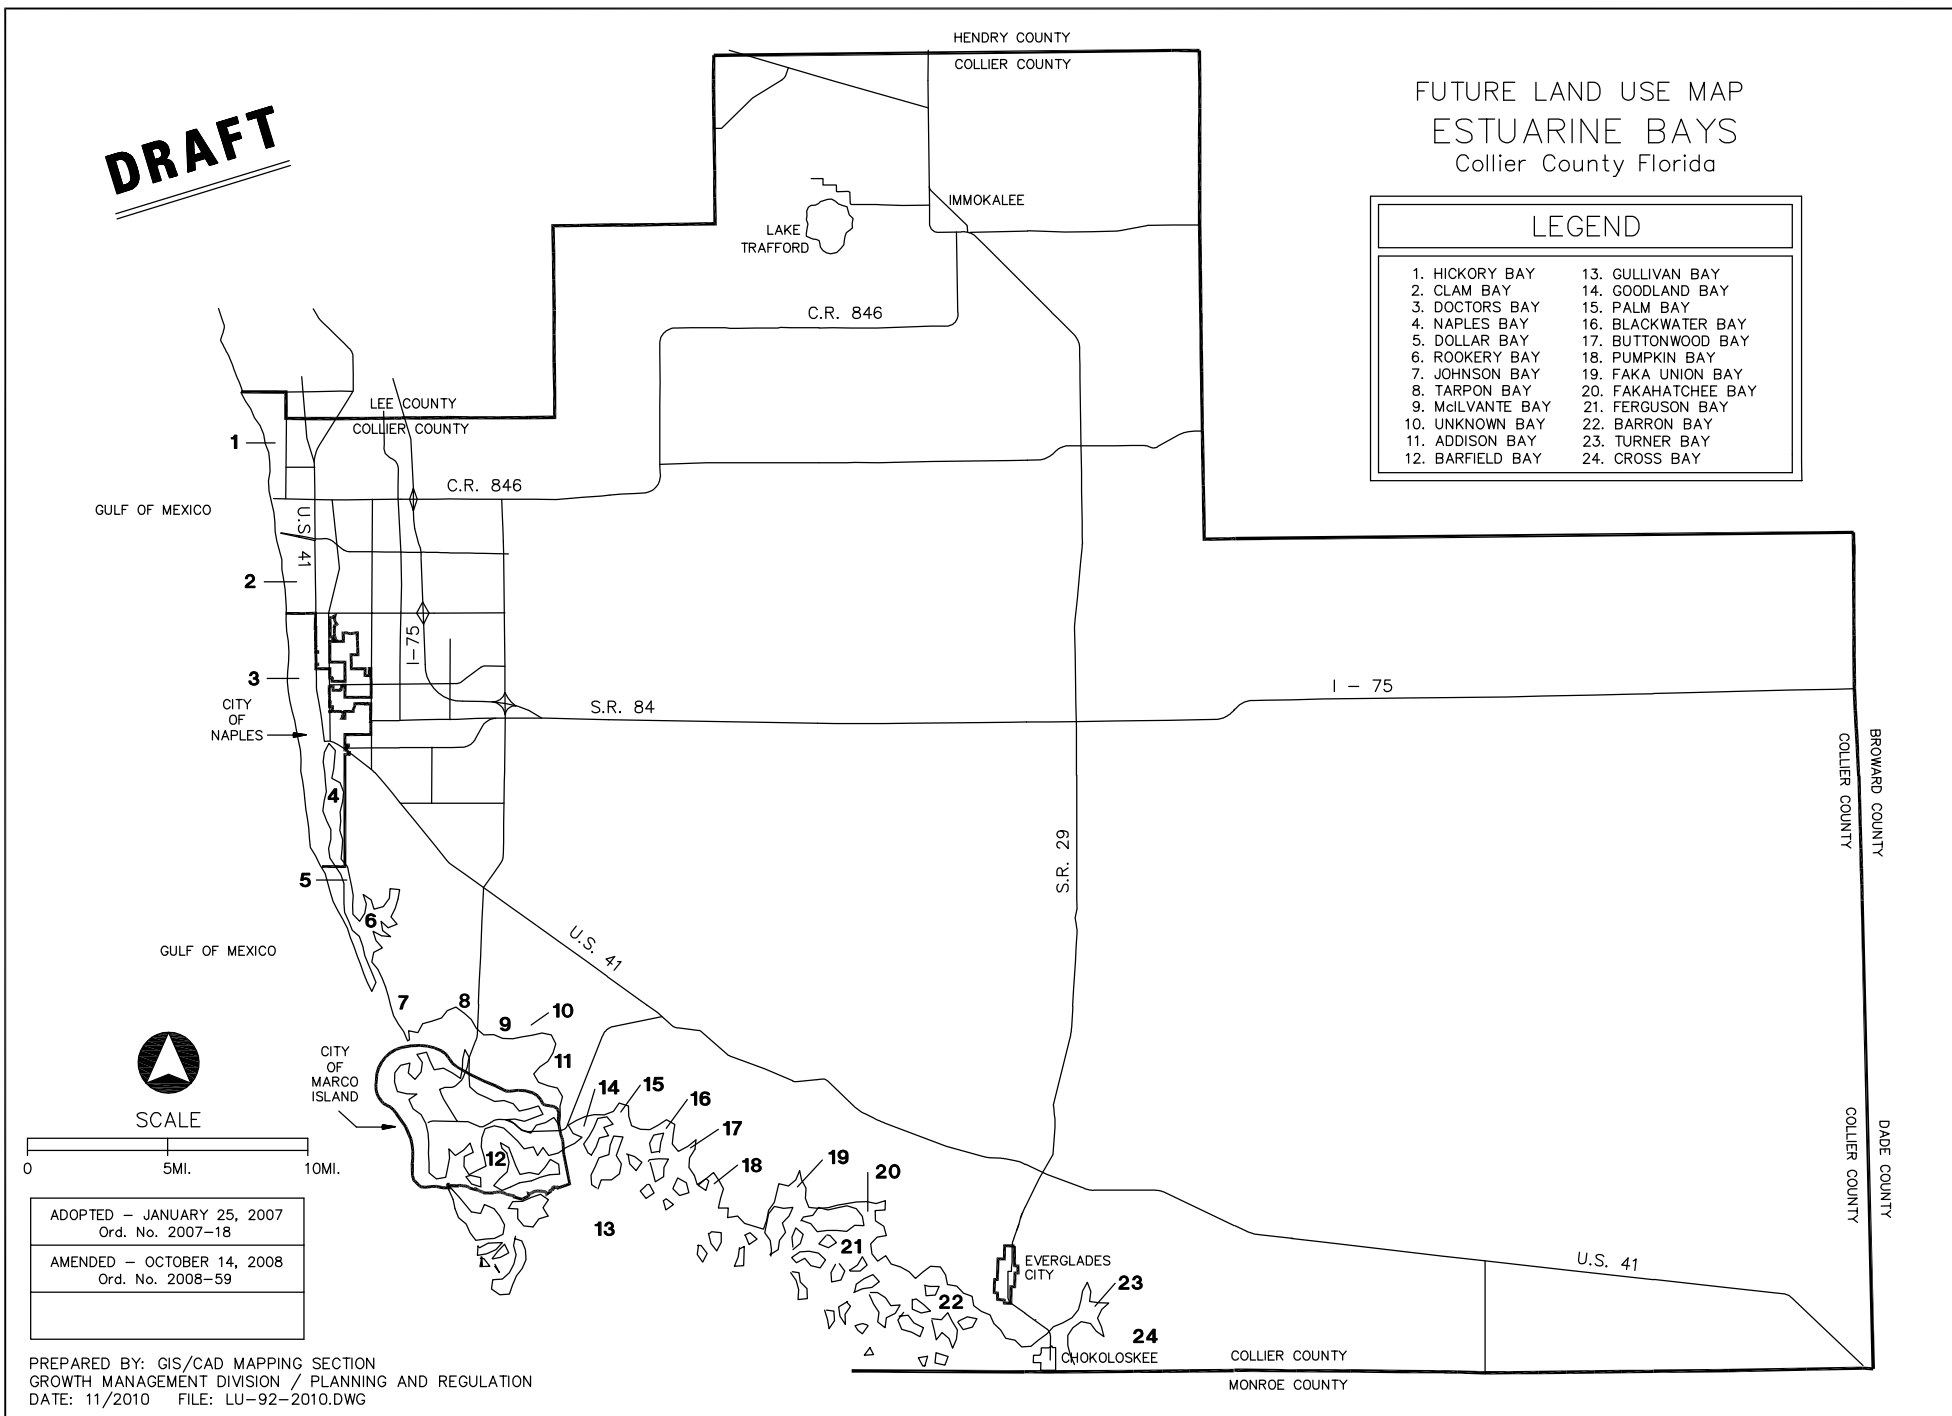 HENDRY COUNTY
COLLIER COUNTY
DRAFT
FUTURE LAND USE MAP
ESTUARINE BAYS
Collier County Florida
LEGEND
1. HICKORY BAY
2. CLAM BAY
3. DOCTORS BAY
4. NAPLES BAY
5. DOLLAR BAY
6. ROOKERY BAY
7. JOHNSON BAY
8. TARPON BAY
9. McILVANTE BAY
10. UNKNOWN BAY
11. ADDISON BAY
12. BARFIELD BAY
13. GULLIVAN BAY
14. GOODLAND BAY
15. PALM BAY
16. BLACKWATER BAY
17. BUTTONWOOD BAY
18. PUMPKIN BAY
19. FAKA UNION BAY
20. FAKAHATCHEE BAY
21. FERGUSON BAY
22. BARRON BAY
23. TURNER BAY
24. CROSS BAY
IMMOKALEE
LAKE
TRAFFORD
C.R. 846
LEE COUNTY
COLLIER COUNTY
1
C.R. 846
GULF OF MEXICO
U.S. 41
2
I-75
3
CITY
OF
NAPLES
S.R. 84
I - 75
BROWARD COUNTY
COLLIER COUNTY
4
S.R. 29
5
6
U.S. 41
GULF OF MEXICO
7
8
9
10
11
CITY
OF
MARCO
ISLAND
12
13
14
15
16
17
18
19
20
21
22
23
24
DADE COUNTY
COLLIER COUNTY
EVERGLADES
CITY
U.S. 41
CHOKOLOSKEE
COLLIER COUNTY
MONROE COUNTY
SCALE
0 5MI. 10MI.
ADOPTED - JANUARY 25, 2007
Ord. No. 2007-18
AMENDED - OCTOBER 14, 2008
Ord. No. 2008-59
PREPARED BY: GIS/CAD MAPPING SECTION
GROWTH MANAGEMENT DIVISION / PLANNING AND REGULATION
DATE: 11/2010 FILE: LU-92-2010.DWG